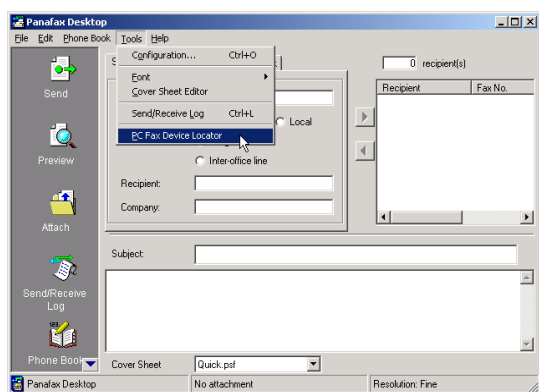 Panafax Desktop
File Edit Phone Book Tools Help
Configuration... Ctrl+O
Font
Cover Sheet Editor
Send/Receive Log Ctrl+L
PC Fax Device Locator
Local
Inter-office line
Recipient:
Company:
0 recipient(s)
Recipient Fax No.
Subject:
Send
Preview
Attach
Send/Receive
Log
Phone Book
Cover Sheet Quick.psf
Panafax Desktop No attachment Resolution: Fine